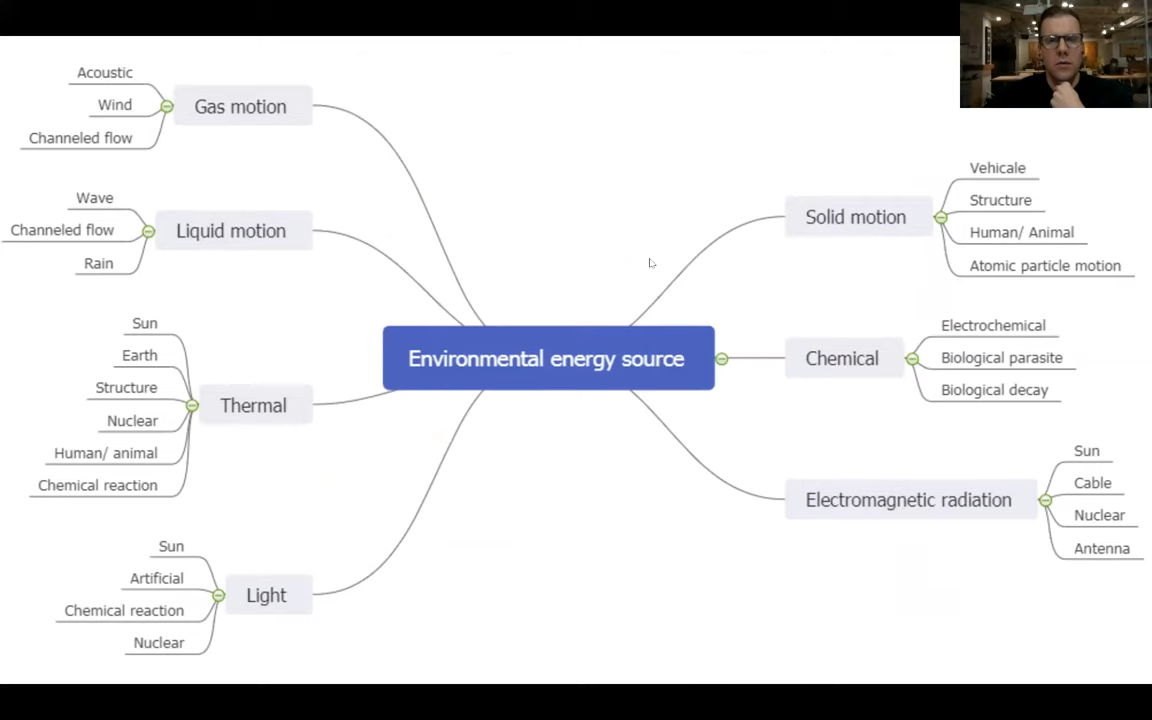 Acoustic
Wind
Channeled flow
Gas motion
Wave
Channeled flow
Rain
Liquid motion
Sun
Earth
Structure
Nuclear
Human/ animal
Chemical reaction
Thermal
Sun
Artificial
Chemical reaction
Nuclear
Light
Environmental energy source
Solid motion
Vehicale
Structure
Human/ Animal
Atomic particle motion
Chemical
Electrochemical
Biological parasite
Biological decay
Electromagnetic radiation
Sun
Cable
Nuclear
Antenna